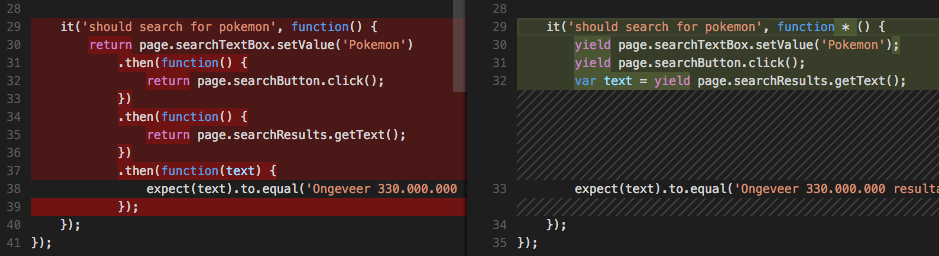 28
29 it('should search for pokemon', function() {
30 return page.searchTextBox.setValue('Pokemon')
31 .then(function() {
32 return page.searchButton.click();
33 })
34 .then(function() {
35 return page.searchResults.getText();
36 })
37 .then(function(text) {
38 expect(text).to.equal('Ongeveer 330.000.000
39 });
40 });
41 });
28
29 it('should search for pokemon', function * () {
30 yield page.searchTextBox.setValue('Pokemon');
31 yield page.searchButton.click();
32 var text = yield page.searchResults.getText();
33 expect(text).to.equal('Ongeveer 330.000.000 resulta
34 });
35 });